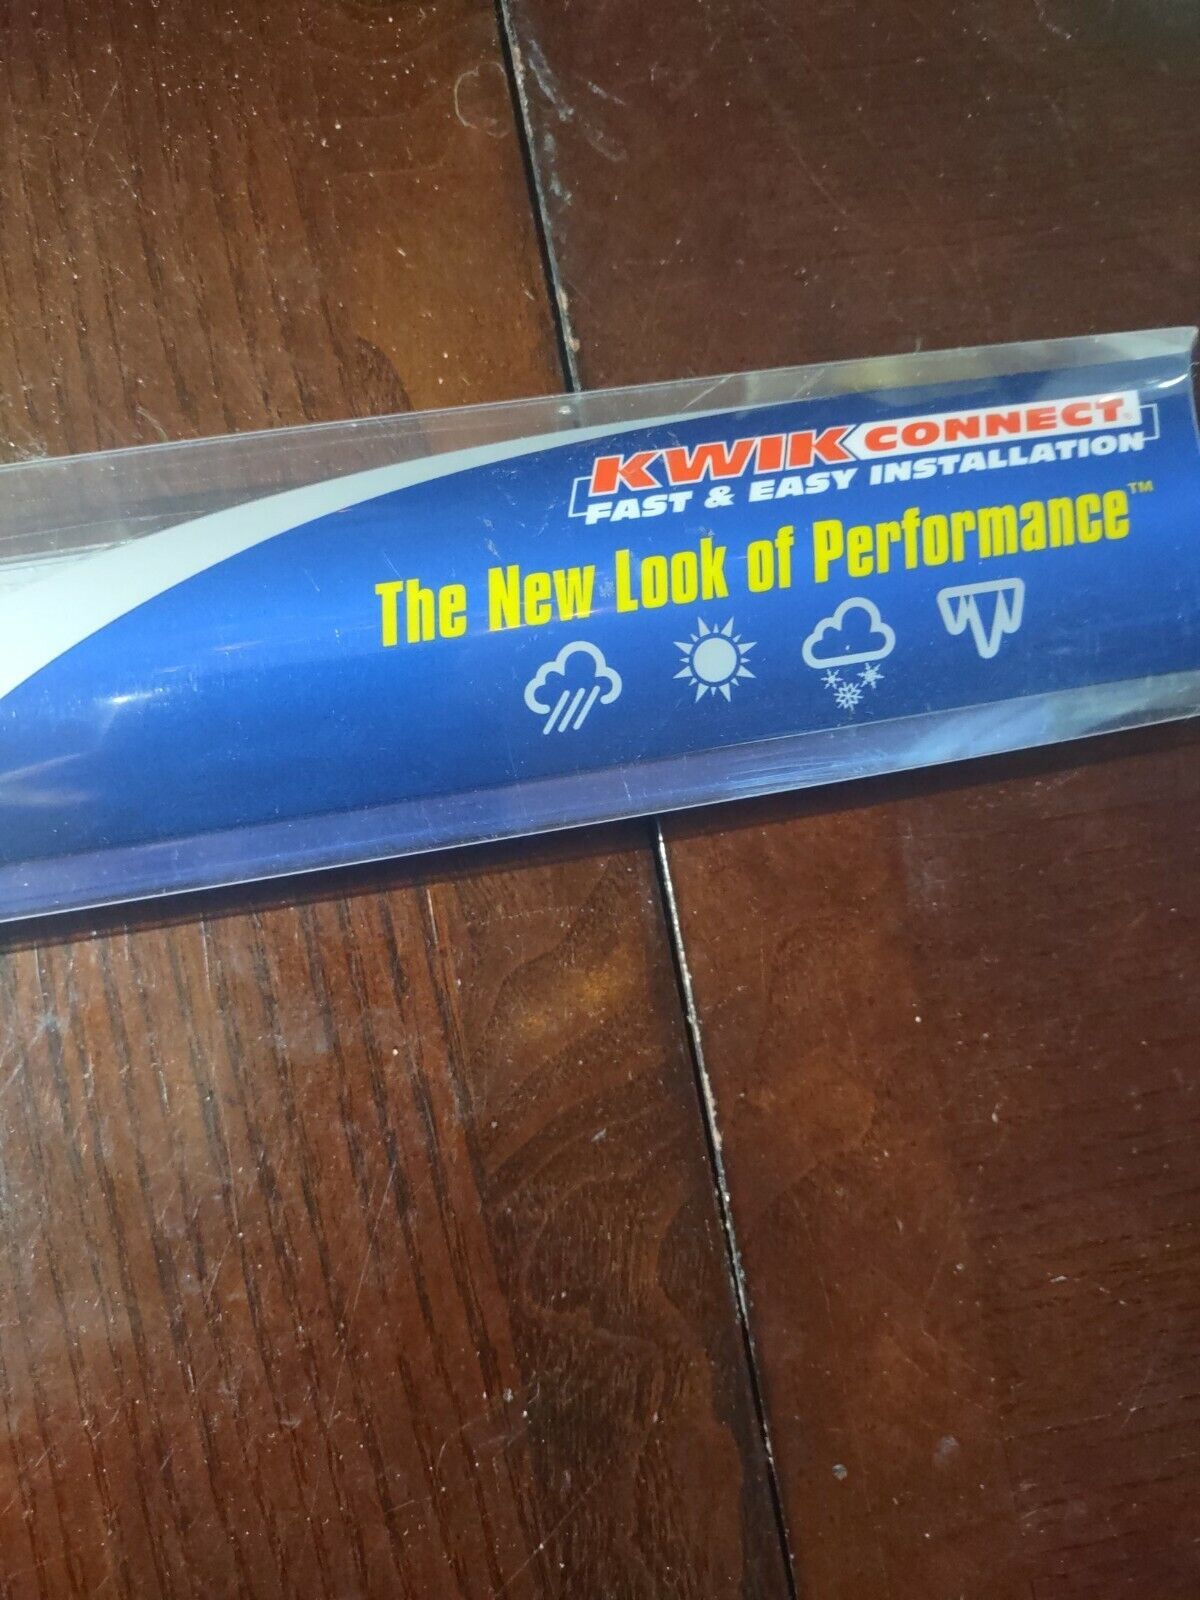 KWIK CONNECT®
FAST & EASY INSTALLATION
The New Look of Performance™